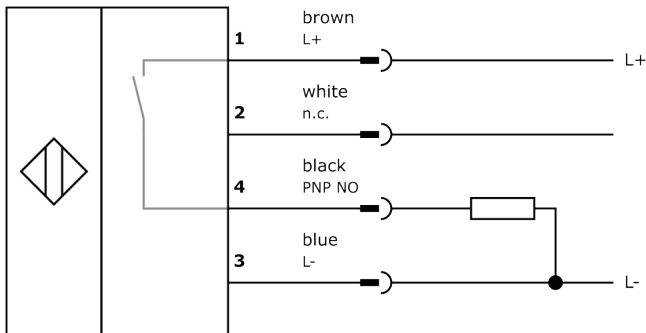 brown
1
L+
L+
white
2
n.c.
black
4
PNP NO
blue
3
L-
L-